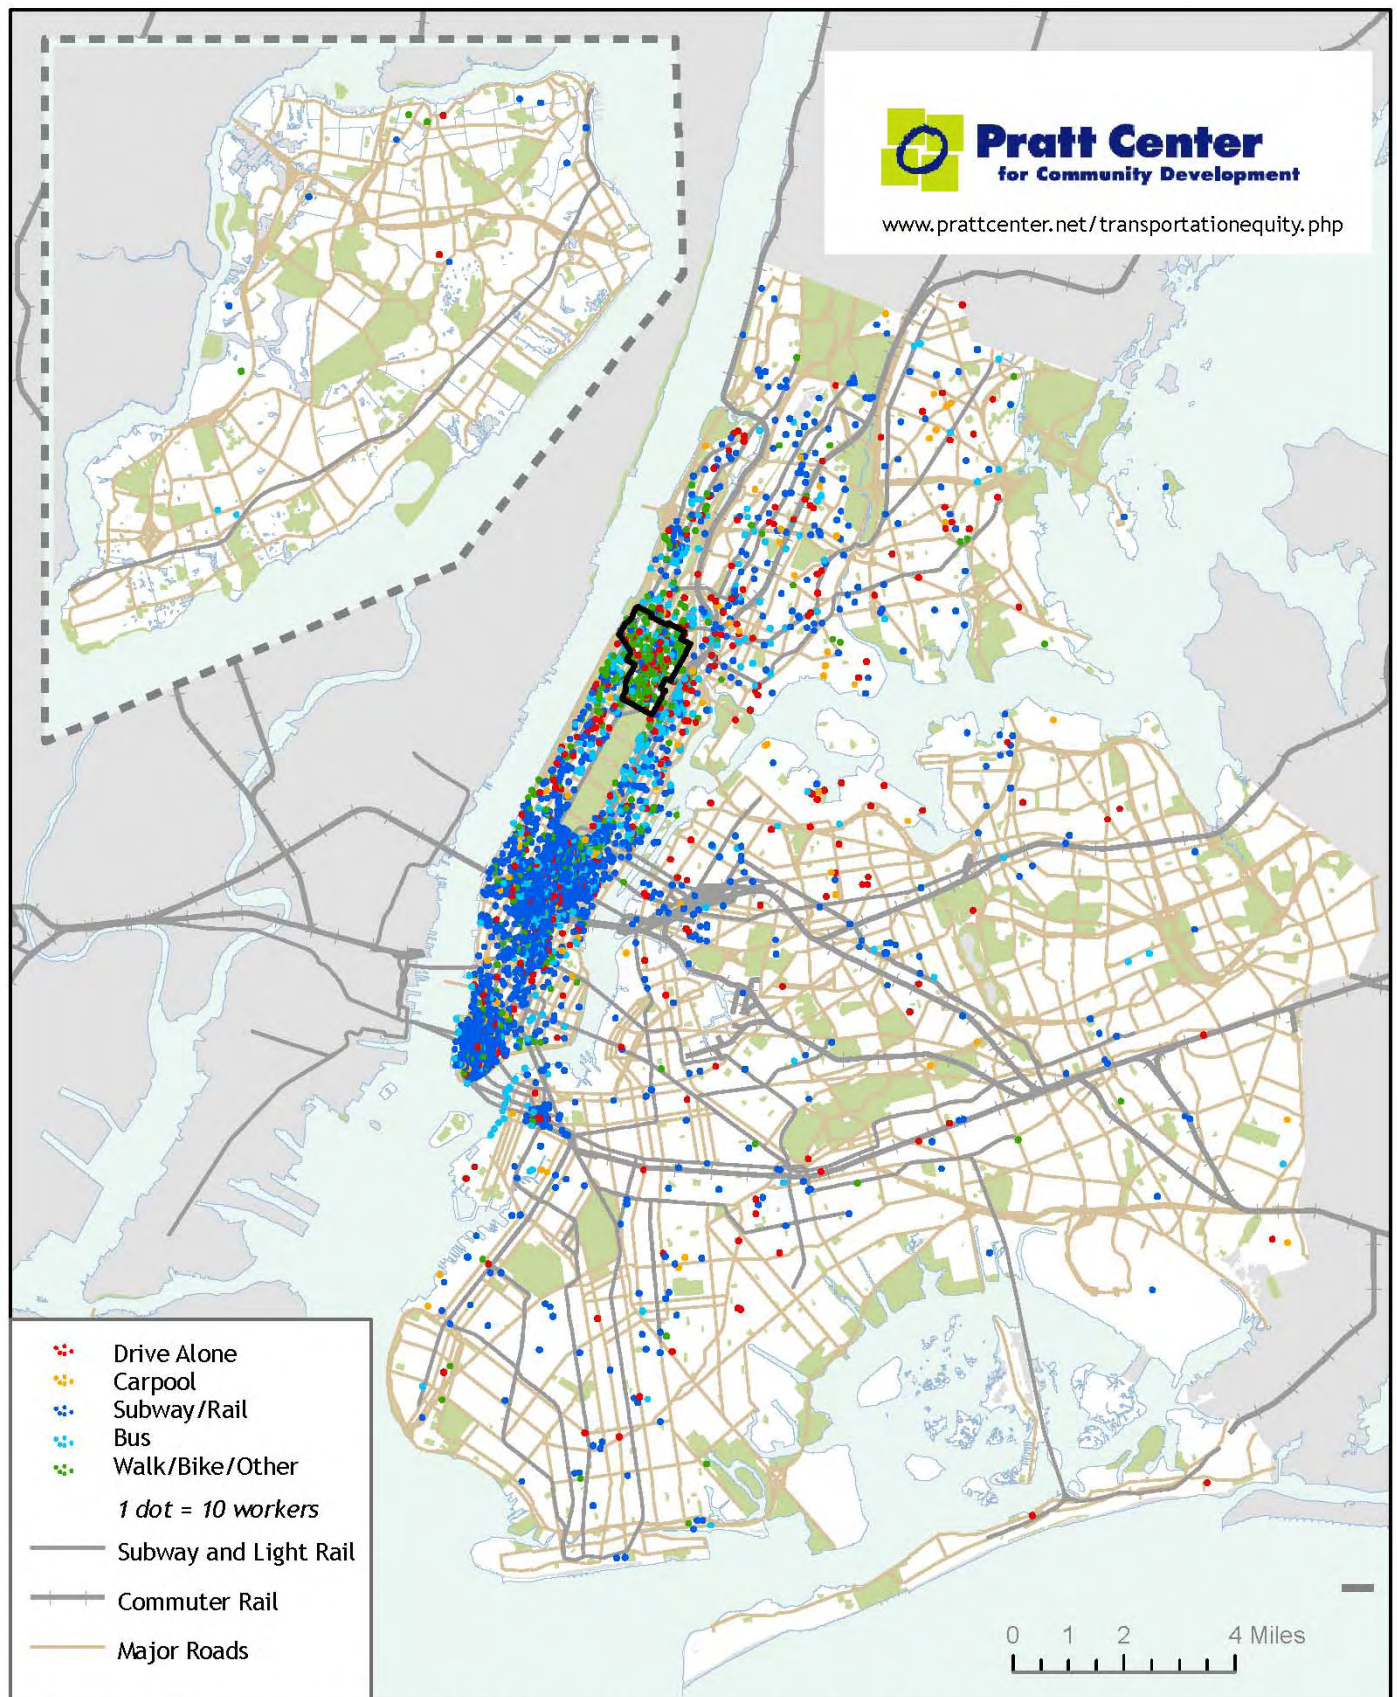 Pratt Center
for Community Development
www.prattcenter.net/transportationequity.php
Drive Alone
Carpool
Subway/Rail
Bus
Walk/Bike/Other
1 dot = 10 workers
Subway and Light Rail
Commuter Rail
Major Roads
0 1 2 4 Miles